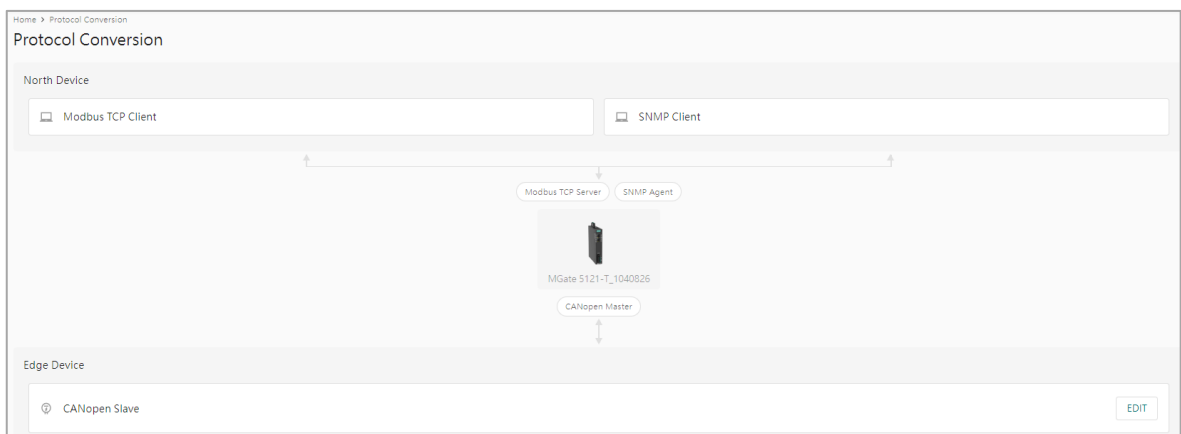 Home > Protocol Conversion
Protocol Conversion
North Device
Modbus TCP Client
SNMP Client
Modbus TCP Server
SNMP Agent
MGate 5121-T_1040826
CANopen Master
Edge Device
CANopen Slave
EDIT